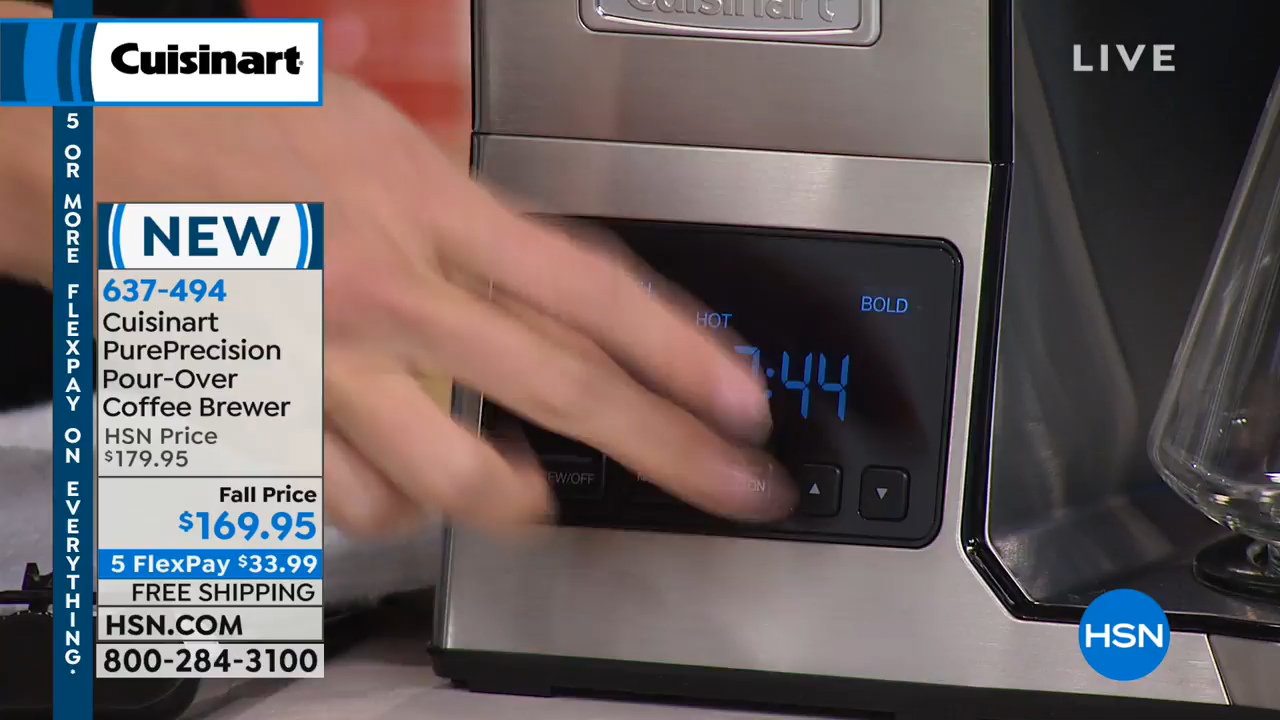 Cuisinart
Cuisinart
LIVE
5 OR MORE FLEXPAY ON EVERYTHING.
NEW
637-494
Cuisinart
PurePrecision
Pour-Over
Coffee Brewer
HSN Price
$179.95
Fall Price
$169.95
5 FlexPay $33.99
FREE SHIPPING
HSN.COM
800-284-3100
BOLD
HOT
:44
/OFF
▲ ▼
HSN